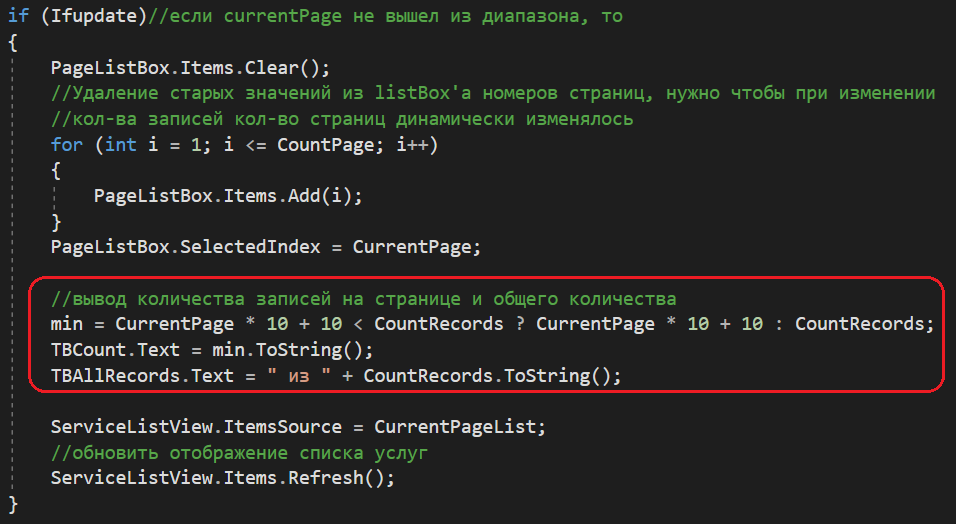 if (Ifupdate)//если currentPage не вышел из диапазона, то
{
PageListBox.Items.Clear();
//Удаление старых значений из listBox'а номеров страниц, нужно чтобы при изменении
//кол-ва записей кол-во страниц динамически изменялось
for (int i = 1; i <= CountPage; i++)
{
PageListBox.Items.Add(i);
}
PageListBox.SelectedIndex = CurrentPage;
//вывод количества записей на странице и общего количества
min = CurrentPage * 10 + 10 < CountRecords ? CurrentPage * 10 + 10 : CountRecords;
TBCount.Text = min.ToString();
TBAllRecords.Text = " из " + CountRecords.ToString();
ServiceListView.ItemsSource = CurrentPageList;
//обновить отображение списка услуг
ServiceListView.Items.Refresh();
}